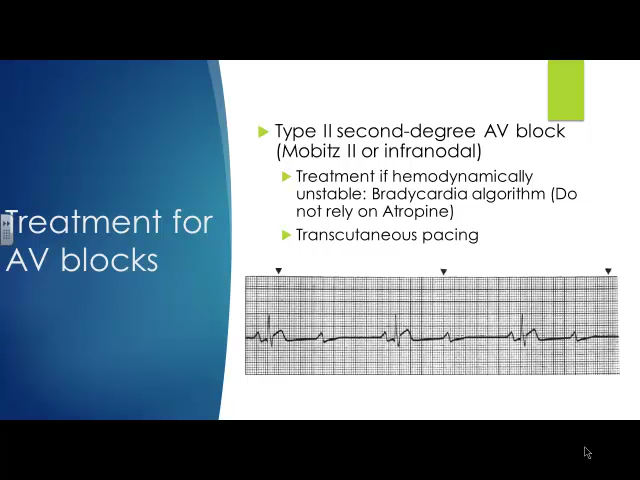 Treatment for
AV blocks
Type II second-degree AV block
(Mobitz II or infranodal)
Treatment if hemodynamically
unstable: Bradycardia algorithm (Do
not rely on Atropine)
Transcutaneous pacing